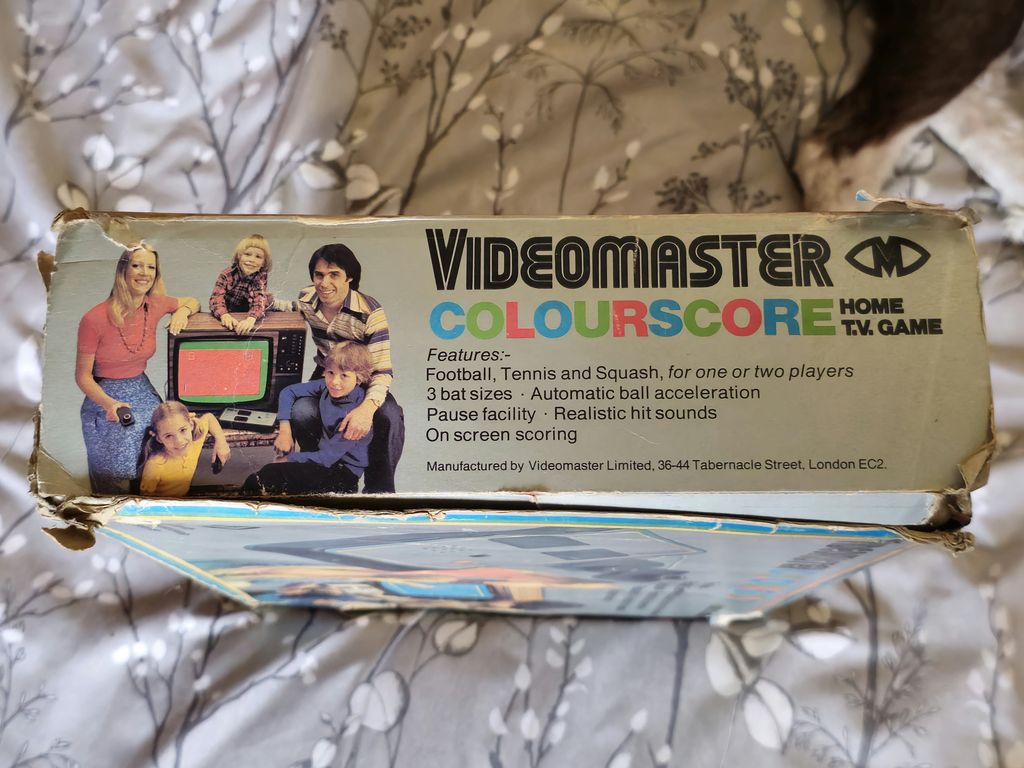 VIDEOMASTER M
COLOURSCORE HOME T.V. GAME
Features:-
Football, Tennis and Squash, for one or two players
3 bat sizes · Automatic ball acceleration
Pause facility · Realistic hit sounds
On screen scoring
Manufactured by Videomaster Limited, 36-44 Tabernacle Street, London EC2.